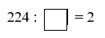 224 : □ = 2